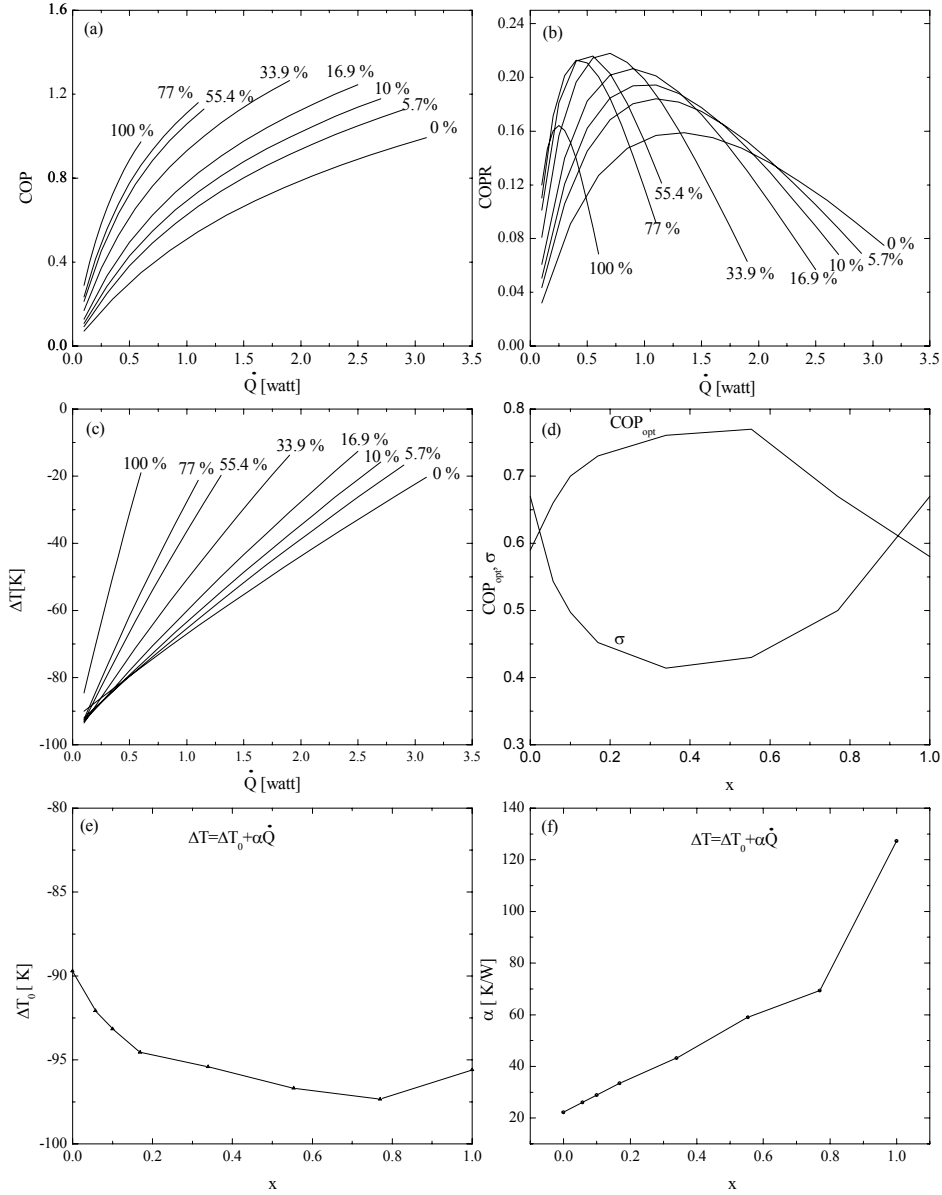 (a)
1.6
1.2
0.8
0.4
0.0
COP
100 %
77 %
55.4 %
33.9 %
16.9 %
10 %
5.7%
0 %
0.0 0.5 1.0 1.5 2.0 2.5 3.0 3.5
Q̇ [watt]
(b)
0.24
0.20
0.16
0.12
0.08
0.04
0.00
COPR
55.4 %
77 %
100 %
33.9 %
16.9 %
10 %
5.7%
0 %
0.0 0.5 1.0 1.5 2.0 2.5 3.0 3.5
Q̇ [watt]
(c)
0
-20
-40
-60
-80
-100
ΔT[K]
100 %
77 %
55.4 %
33.9 %
16.9 %
10 %
5.7%
0 %
0.0 0.5 1.0 1.5 2.0 2.5 3.0 3.5
Q̇ [watt]
(d)
0.8
0.7
0.6
0.5
0.4
0.3
COPopt, σ
COPopt
σ
0.0 0.2 0.4 0.6 0.8 1.0
x
(e)
-80
-85
-90
-95
-100
ΔT0 [ K]
ΔT=ΔT0+αQ̇
0.0 0.2 0.4 0.6 0.8 1.0
x
(f)
140
120
100
80
60
40
20
α [ K/W]
ΔT=ΔT0+αQ̇
0.0 0.2 0.4 0.6 0.8 1.0
x